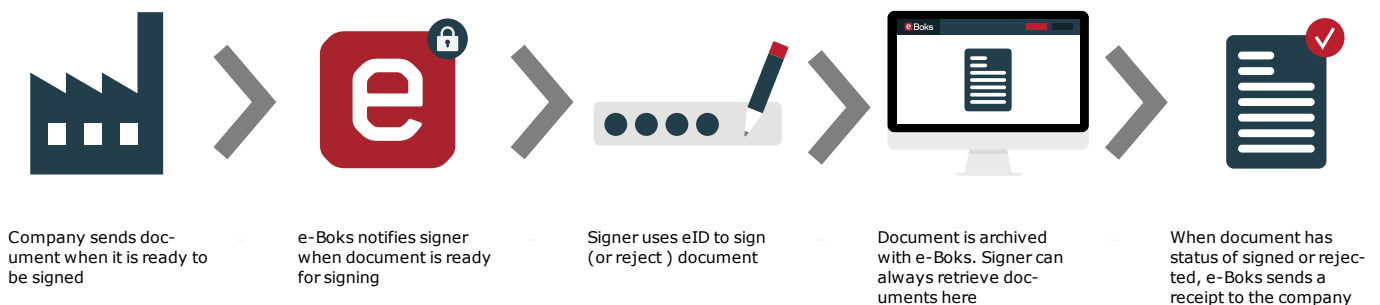 e
e Boks
Company sends doc-
ument when it is ready to
be signed
e-Boks notifies signer
when document is ready
for signing
Signer uses eID to sign
(or reject ) document
Document is archived
with e-Boks. Signer can
always retrieve doc-
uments here
When document has
status of signed or rejec-
ted, e-Boks sends a
receipt to the company